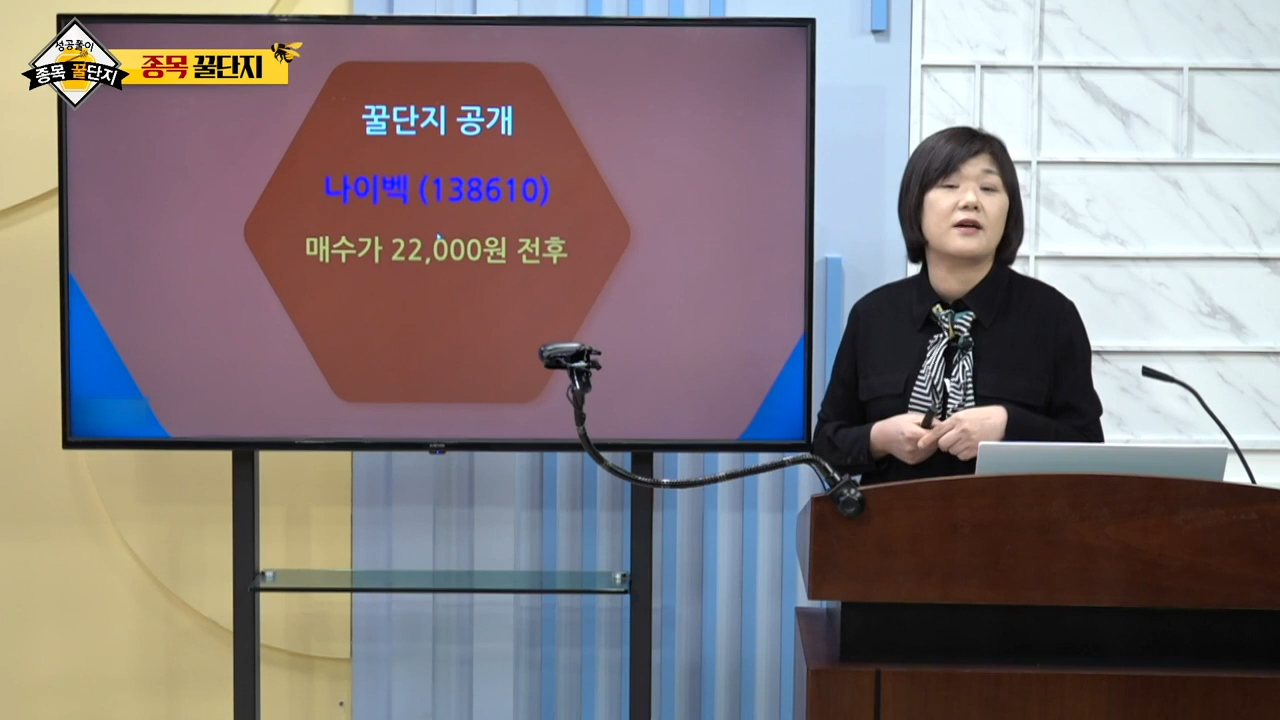 성공풀이
종목 꿀단지
종목 꿀단지
꿀단지 공개
나이벡 (138610)
매수가 22,000원 전후